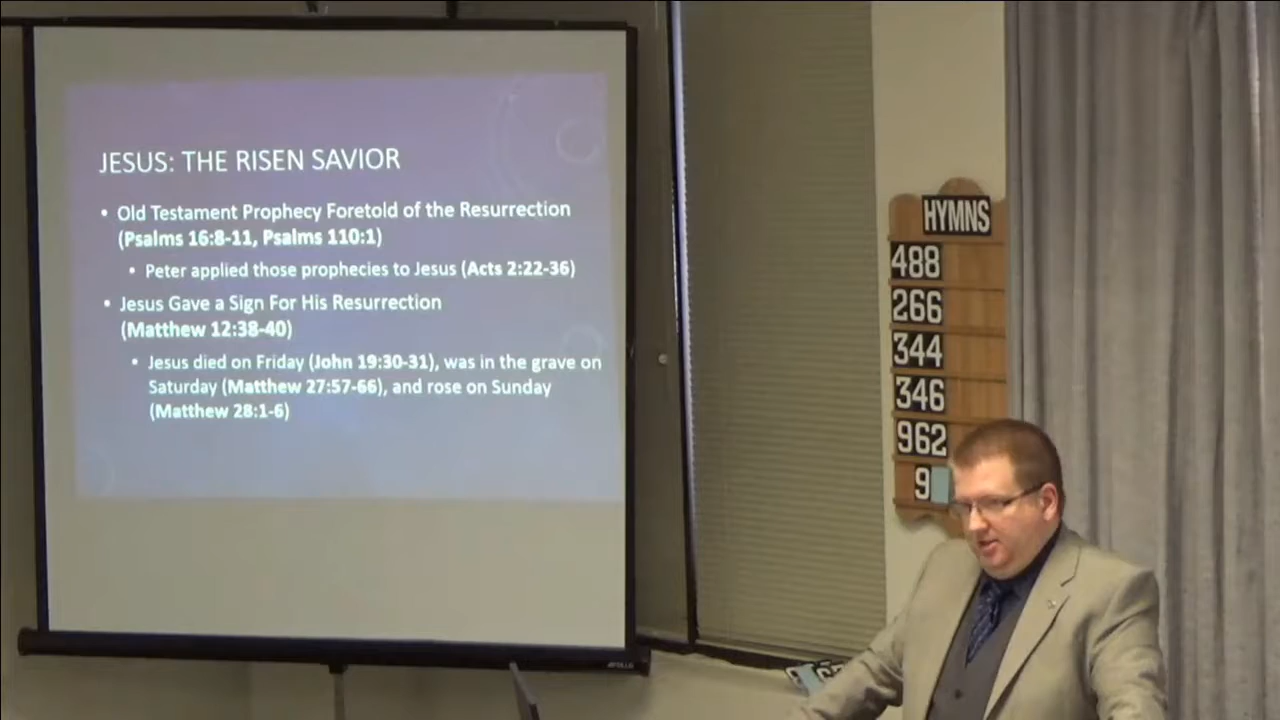 JESUS: THE RISEN SAVIOR
• Old Testament Prophecy Foretold of the Resurrection
(Psalms 16:8-11, Psalms 110:1)
• Peter applied those prophecies to Jesus (Acts 2:22-36)
• Jesus Gave a Sign For His Resurrection
(Matthew 12:38-40)
• Jesus died on Friday (John 19:30-31), was in the grave on
Saturday (Matthew 27:57-66), and rose on Sunday
(Matthew 28:1-6)
HYMNS
488
266
344
346
962
9